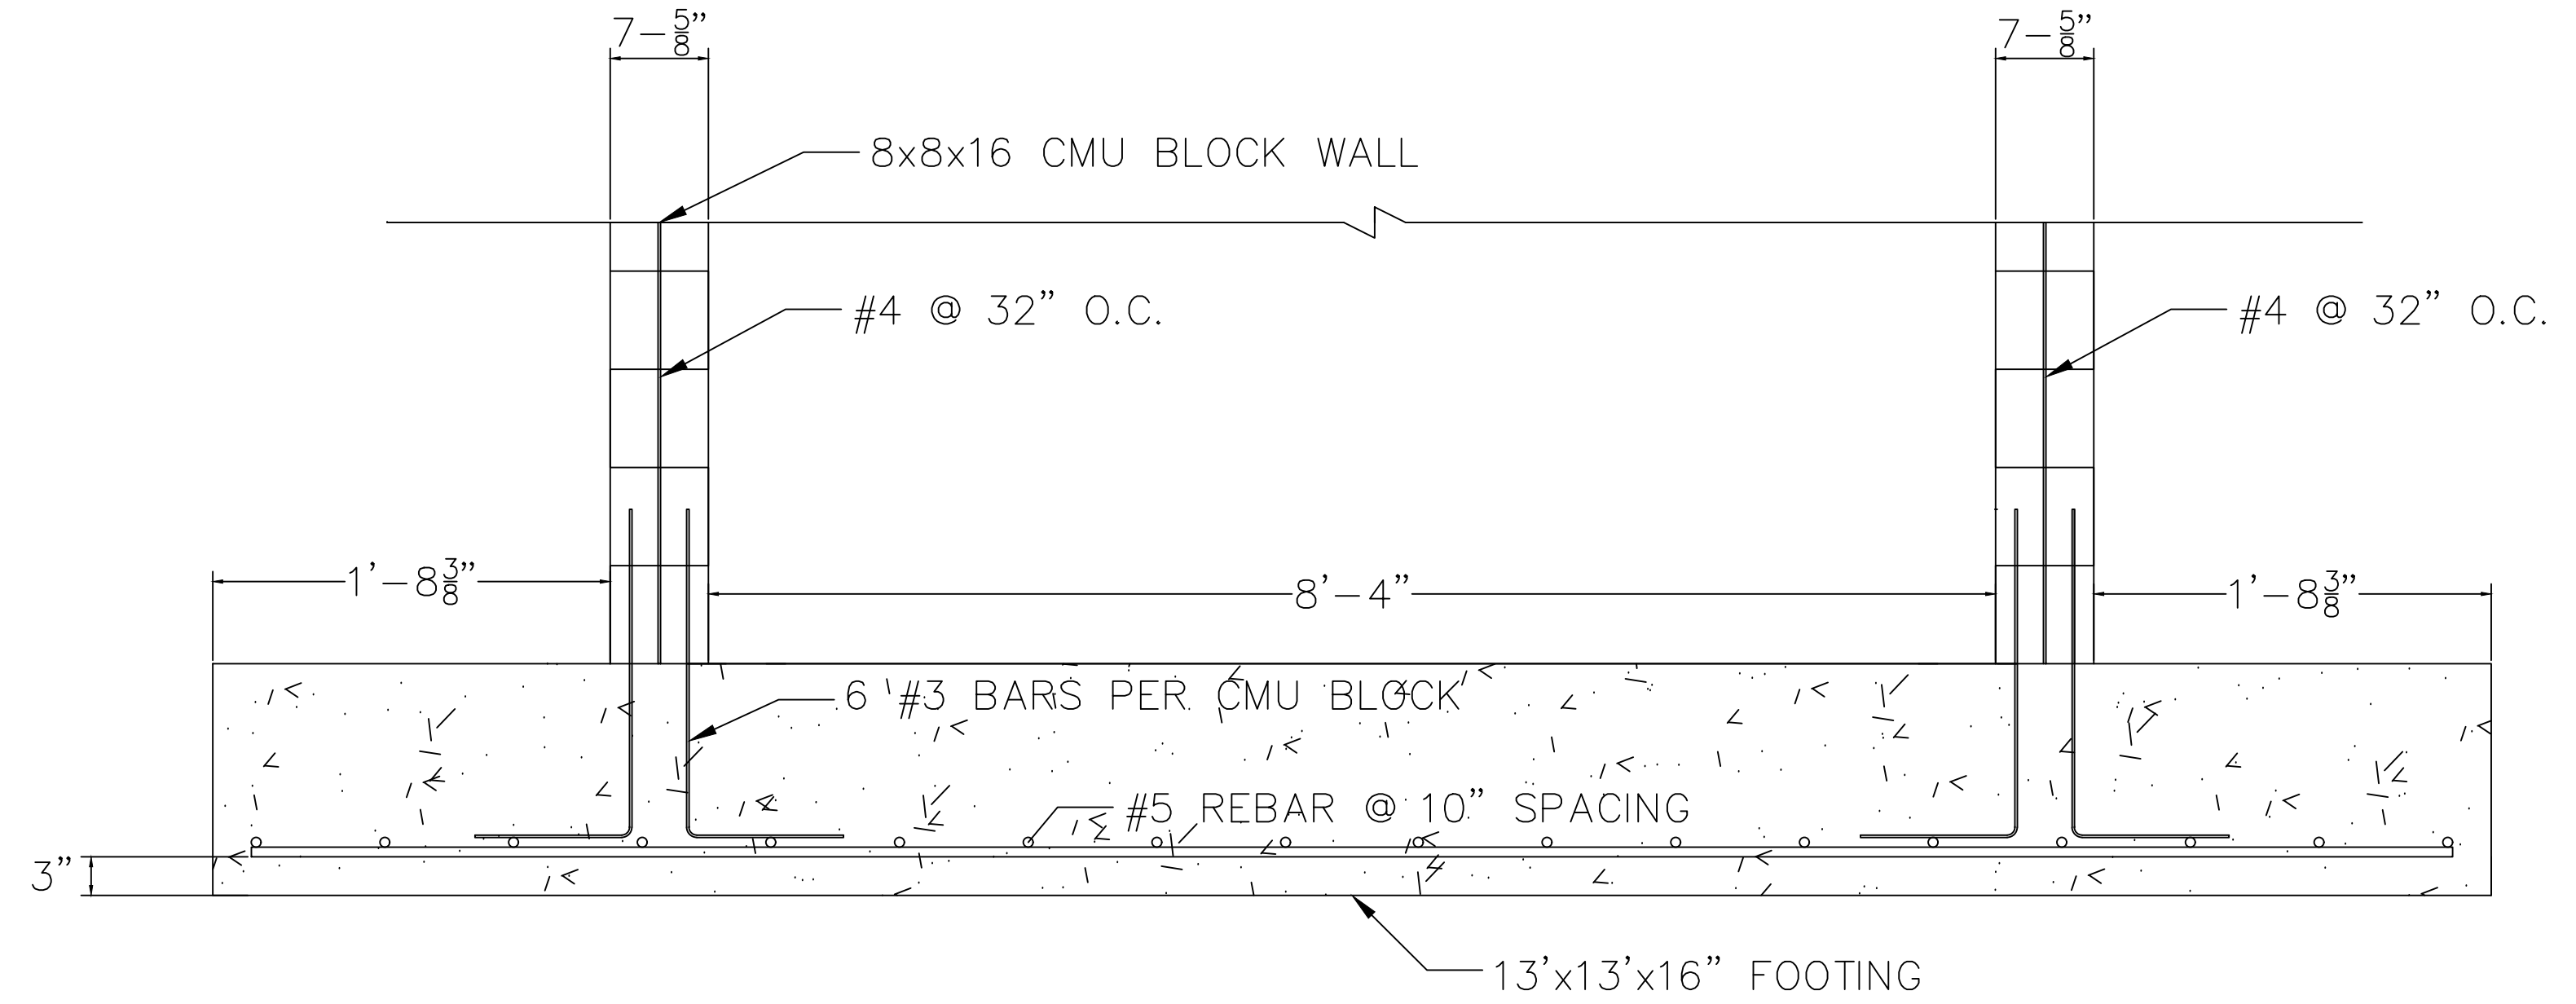 7-5/8" 7-5/8"
8x8x16 CMU BLOCK WALL
#4 @ 32" O.C. #4 @ 32" O.C.
1'-8 3/8" 8'-4" 1'-8 3/8"
6 #3 BARS PER CMU BLOCK
#5 REBAR @ 10" SPACING
3"
13'x13'x16" FOOTING